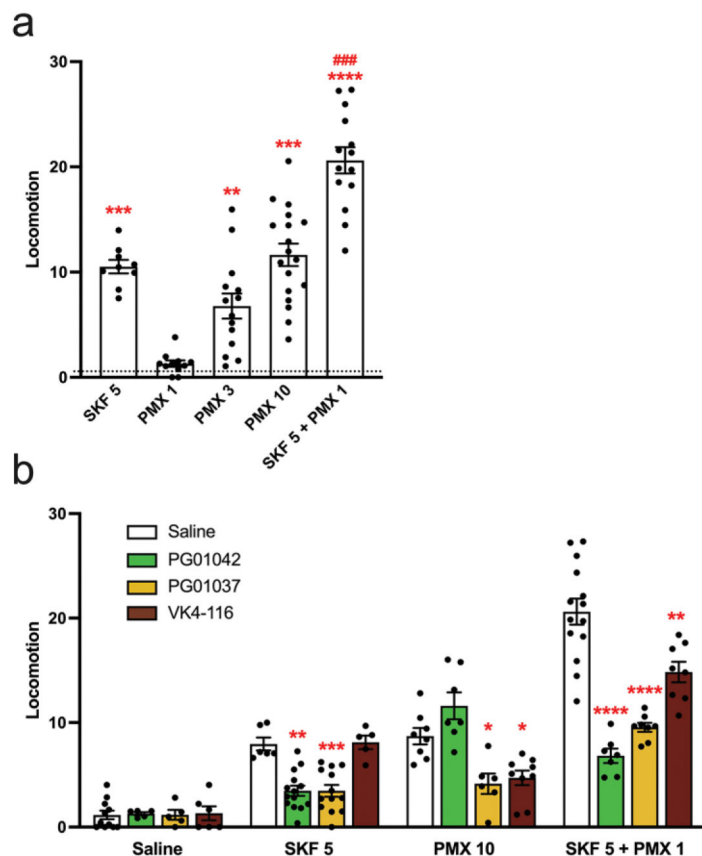 a
###
****
30
***
20
**
***
Locomotion
10
0
SKF 5
PMX 1
PMX 3
PMX 10
SKF 5 + PMX 1
b
30
Saline
PG01042
PG01037
VK4-116
20
Locomotion
**
****
****
10
**
***
*
*
0
Saline
SKF 5
PMX 10
SKF 5 + PMX 1